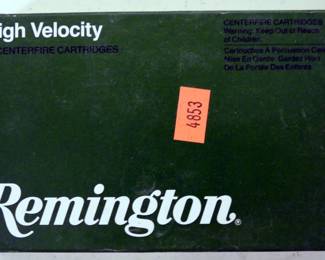 igh Velocity
CENTERFIRE CARTRIDGES
CENTERFIRE CARTRIDGES
Warning: Keep Out of Reach
of Children.
Cartouches A Percussion
Mise En Garde: Gardez Hors
De La Portée Des Enfants
4853
Remington®